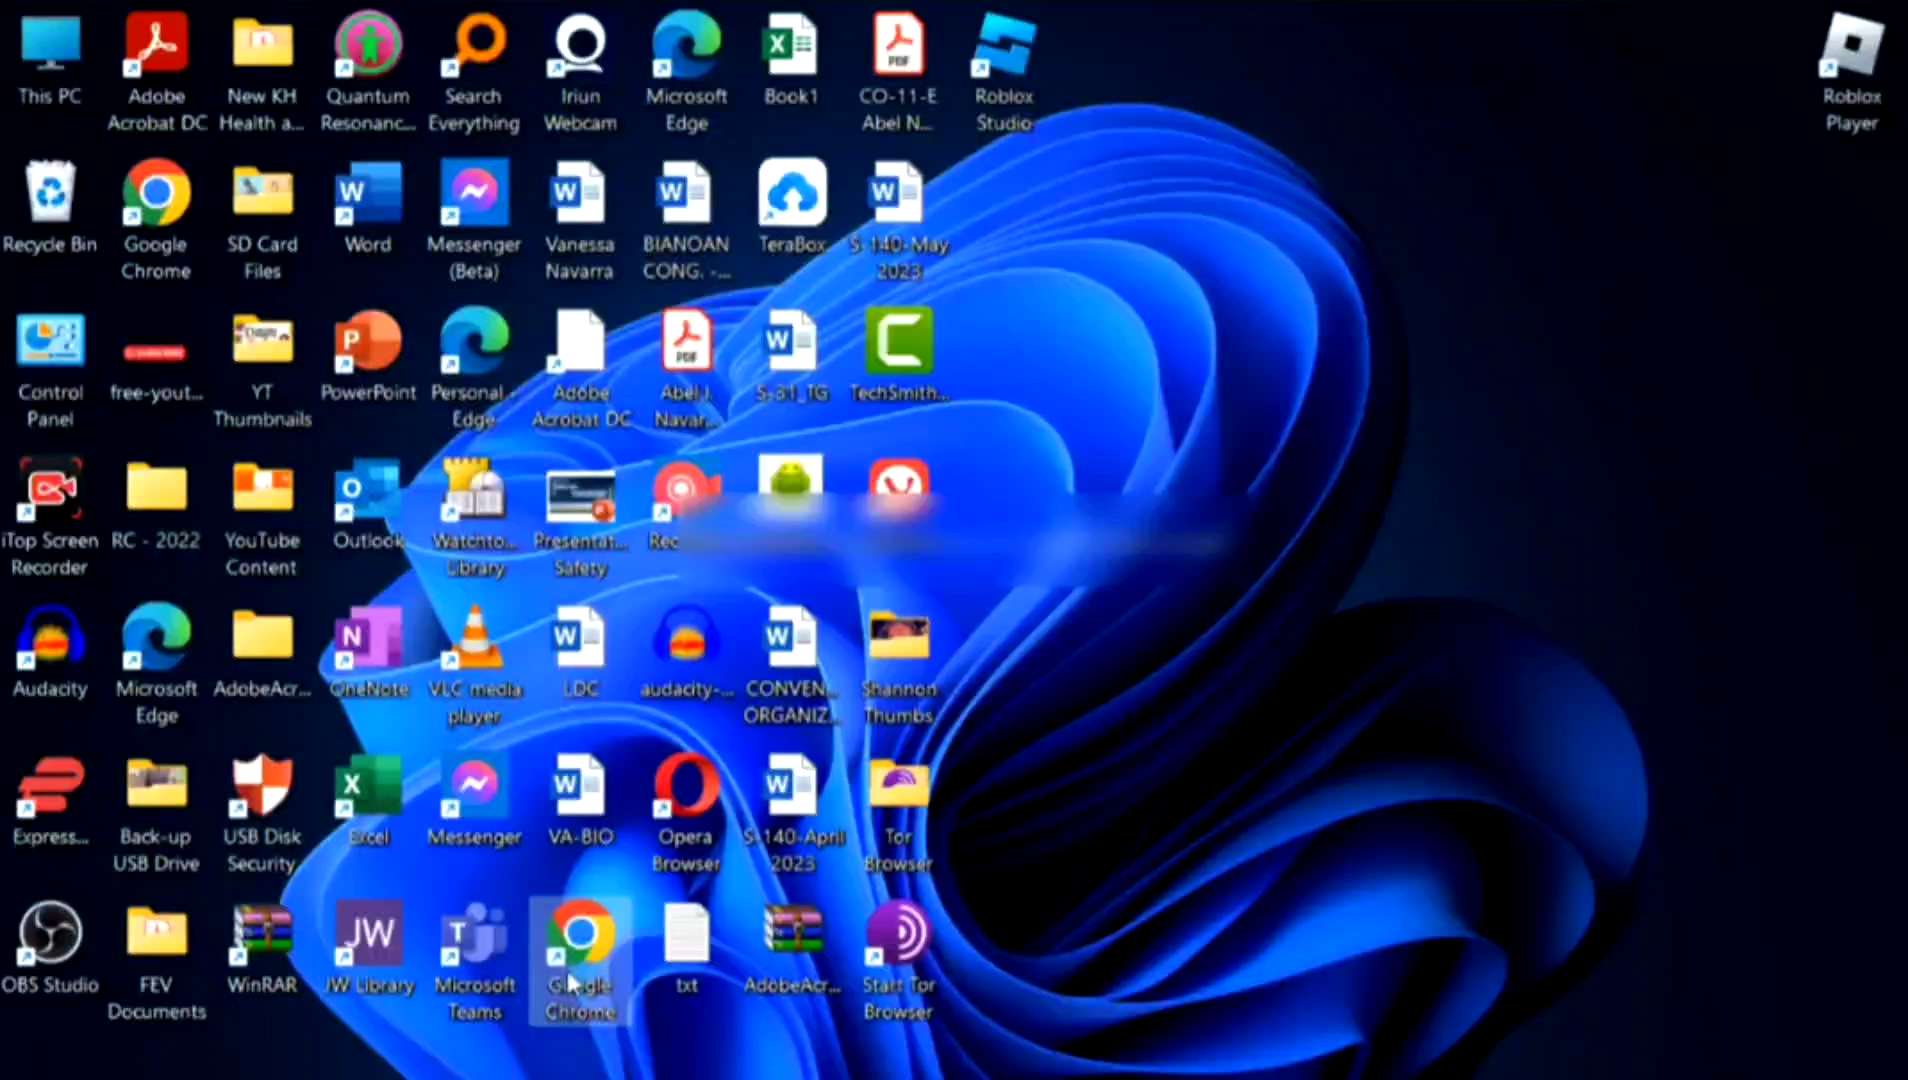 This PC
Adobe
Acrobat DC
New KH
Health a...
Quantum
Resonanc...
Search
Everything
Iriun
Webcam
Microsoft
Edge
Book1
CO-11-E
Abel N...
Roblox
Studio
Roblox
Player
Recycle Bin
Google
Chrome
SD Card
Files
Word
Messenger
(Beta)
Vanessa
Navarra
BIANOAN
CONG. -...
TeraBox
S-140-May
2023
Control
Panel
free-yout...
YT
Thumbnails
PowerPoint
Personal -
Edge
Adobe
Acrobat DC
Abel I.
Navar...
S-31_TG
TechSmith...
iTop Screen
Recorder
RC - 2022
YouTube
Content
Outlook
Watchto...
Library
Presentat...
Safety
Rec
Audacity
Microsoft
Edge
AdobeAcr...
OneNote
VLC media
player
LDC
audacity-...
CONVEN...
ORGANIZ...
Shannon
Thumbs
Express...
Back-up
USB Drive
USB Disk
Security
Excel
Messenger
VA-BIO
Opera
Browser
S-140-April
2023
Tor
Browser
OBS Studio
FEV
Documents
WinRAR
JW Library
Microsoft
Teams
Google
Chrome
txt
AdobeAcr...
Start Tor
Browser